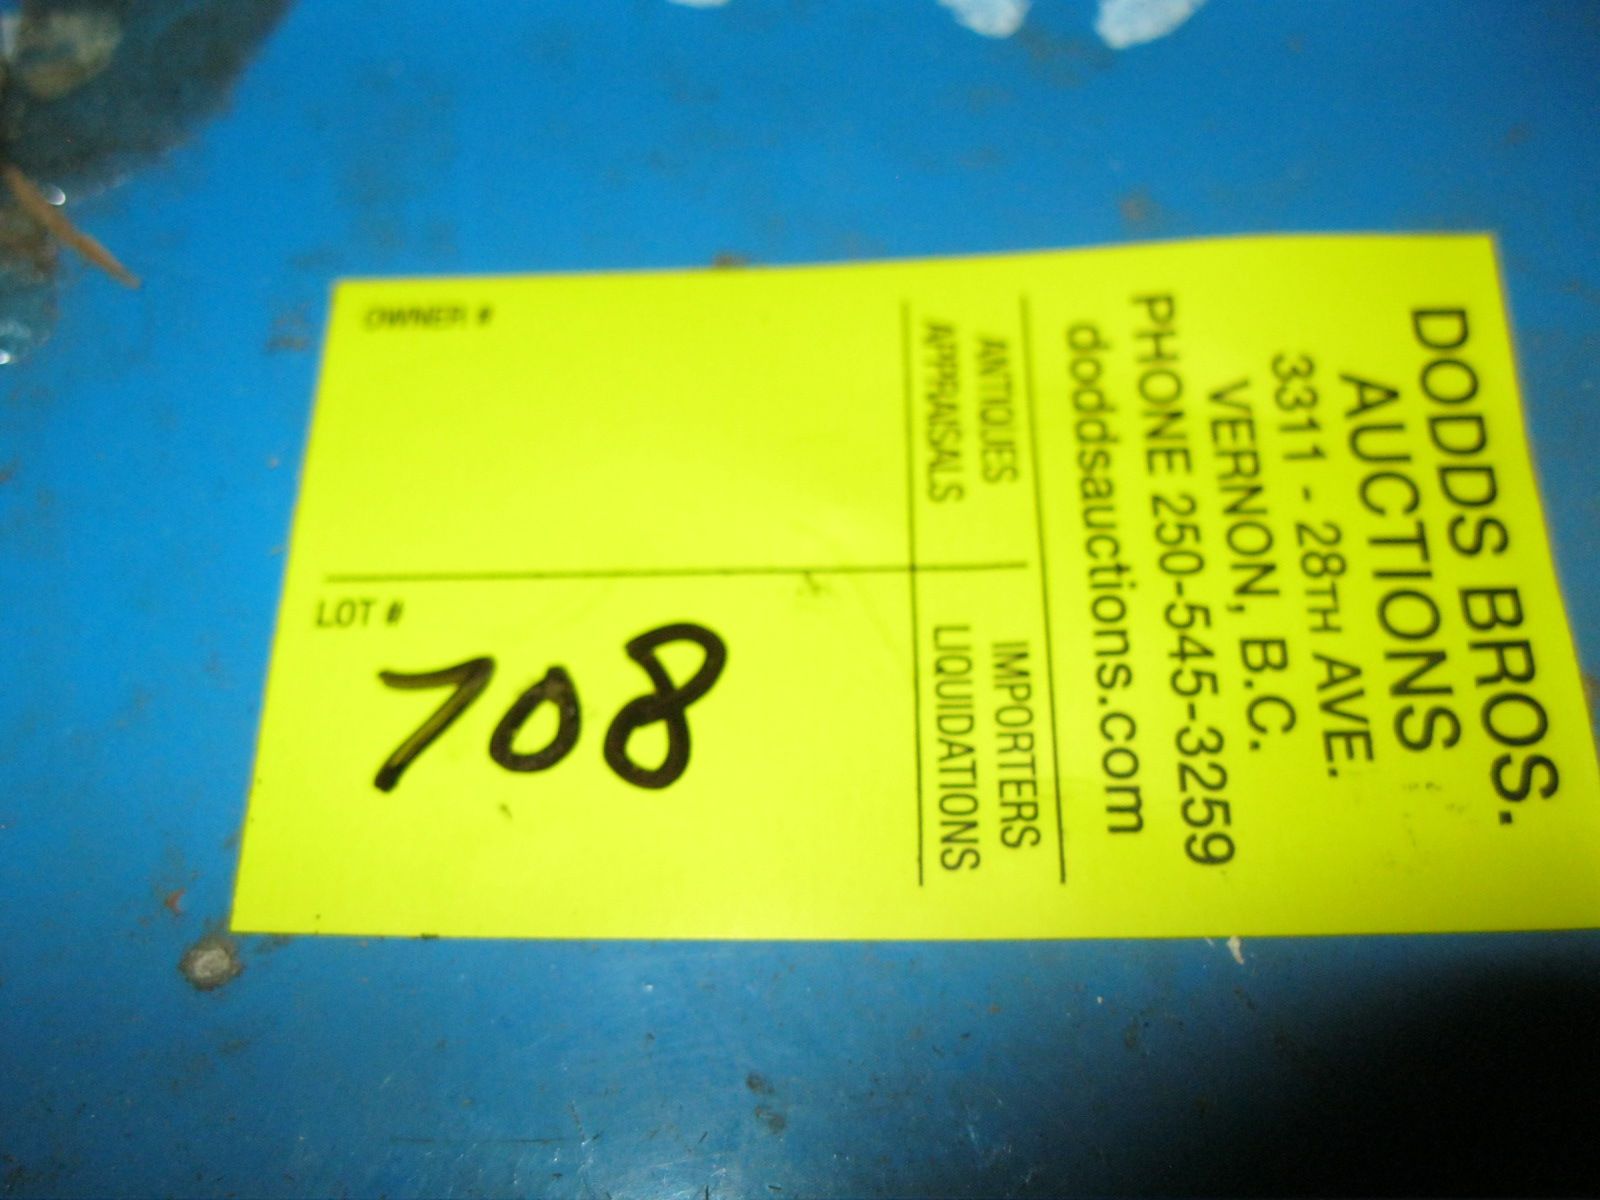 DODDS BROS.
AUCTIONS
3311 - 28TH AVE.
VERNON, B.C.
PHONE 250-545-3259
doddsauctions.com
ANTIQUES IMPORTERS
APPRAISALS LIQUIDATIONS
OWNER #
LOT #
708